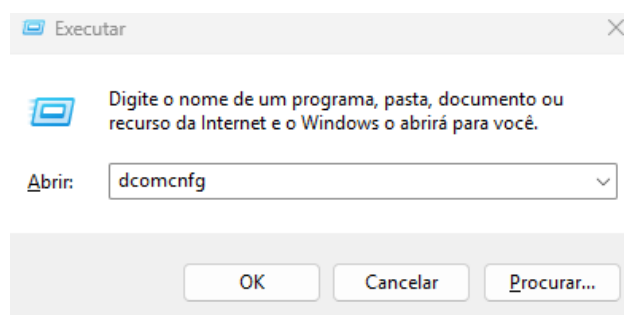 Executar
Digite o nome de um programa, pasta, documento ou
recurso da Internet e o Windows o abrirá para você.
Abrir: dcomcnfg
OK Cancelar Procurar...